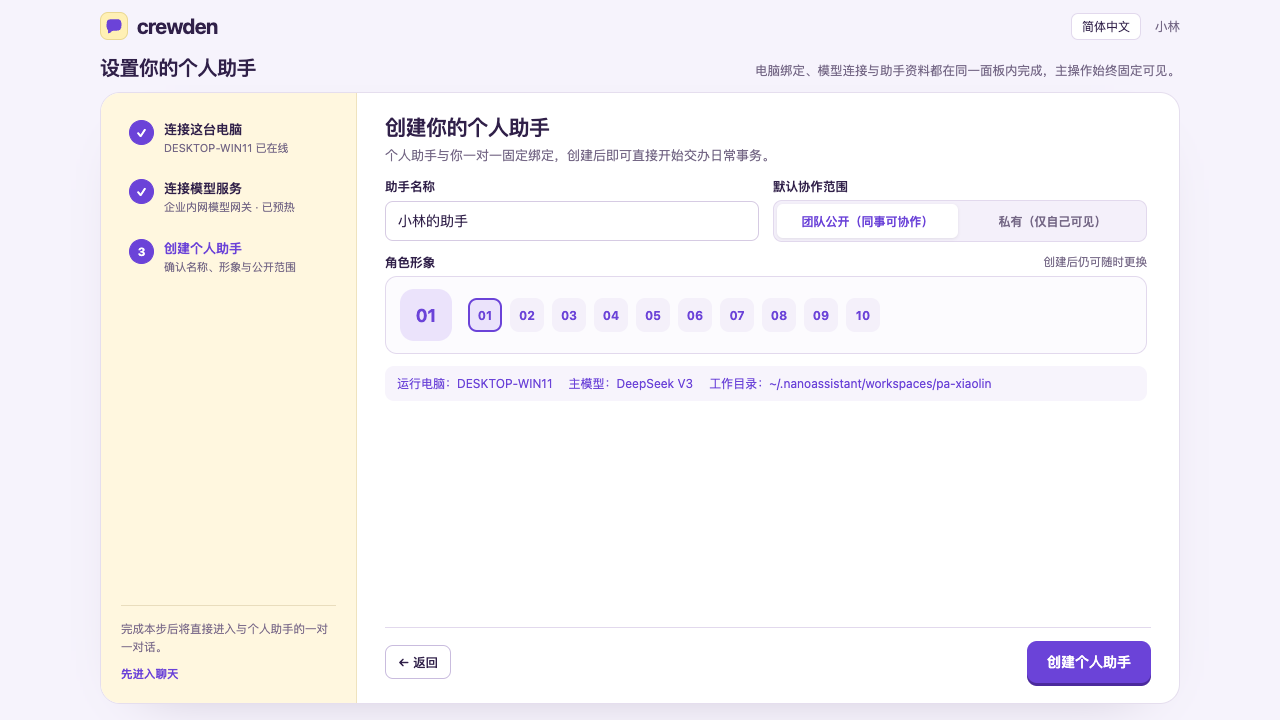 crewden
简体中文
小林
设置你的个人助手
电脑绑定、模型连接与助手资料都在同一面板内完成，主操作始终固定可见。
连接这台电脑
DESKTOP-WIN11 已在线
连接模型服务
企业内网模型网关 · 已预热
3
创建个人助手
确认名称、形象与公开范围
完成本步后将直接进入与个人助手的一对
一对话。
先进入聊天
创建你的个人助手
个人助手与你一对一固定绑定，创建后即可直接开始交办日常事务。
助手名称
小林的助手
默认协作范围
团队公开（同事可协作）
私有（仅自己可见）
角色形象
创建后仍可随时更换
01
01 02 03 04 05 06 07 08 09 10
运行电脑：DESKTOP-WIN11 主模型：DeepSeek V3 工作目录：~/.nanoassistant/workspaces/pa-xiaolin
← 返回
创建个人助手